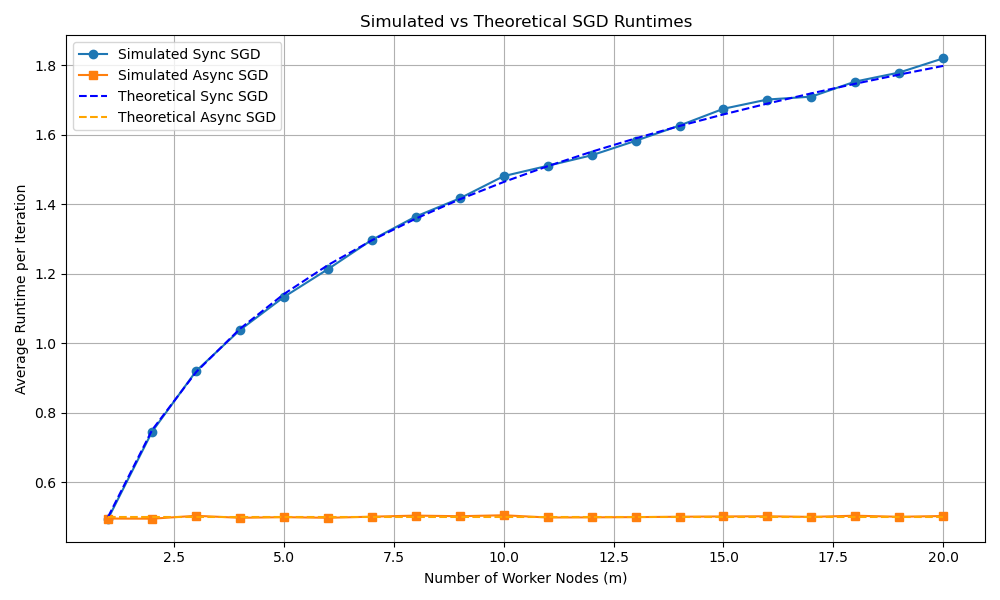 Simulated vs Theoretical SGD Runtimes
Simulated Sync SGD
Simulated Async SGD
Theoretical Sync SGD
Theoretical Async SGD
Average Runtime per Iteration
1.8
1.6
1.4
1.2
1.0
0.8
0.6
2.5
5.0
7.5
10.0
12.5
15.0
17.5
20.0
Number of Worker Nodes (m)